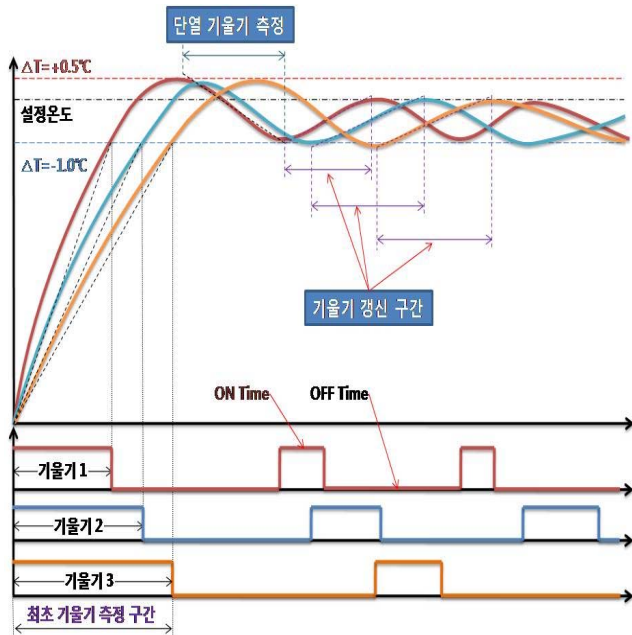 단열 기울기 측정
ΔT=+0.5℃
설정온도
ΔT=-1.0℃
기울기 갱신 구간
ON Time
OFF Time
기울기 1
기울기 2
기울기 3
최초 기울기 측정 구간